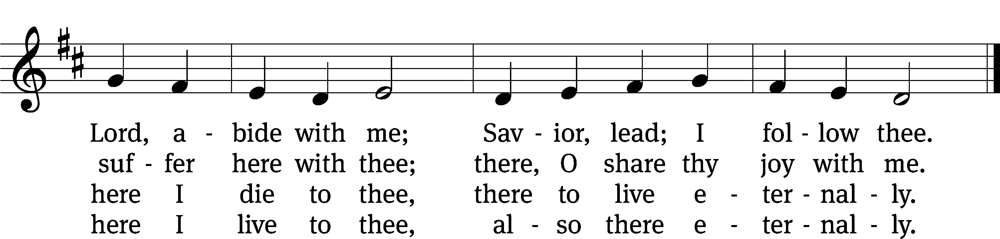 Lord, a - bide with me; Sav - ior, lead; I fol - low thee.
suf - fer here with thee; there, O share thy joy with me.
here I die to thee, there to live e - ter - nal - ly.
here I live to thee, al - so there e - ter - nal - ly.